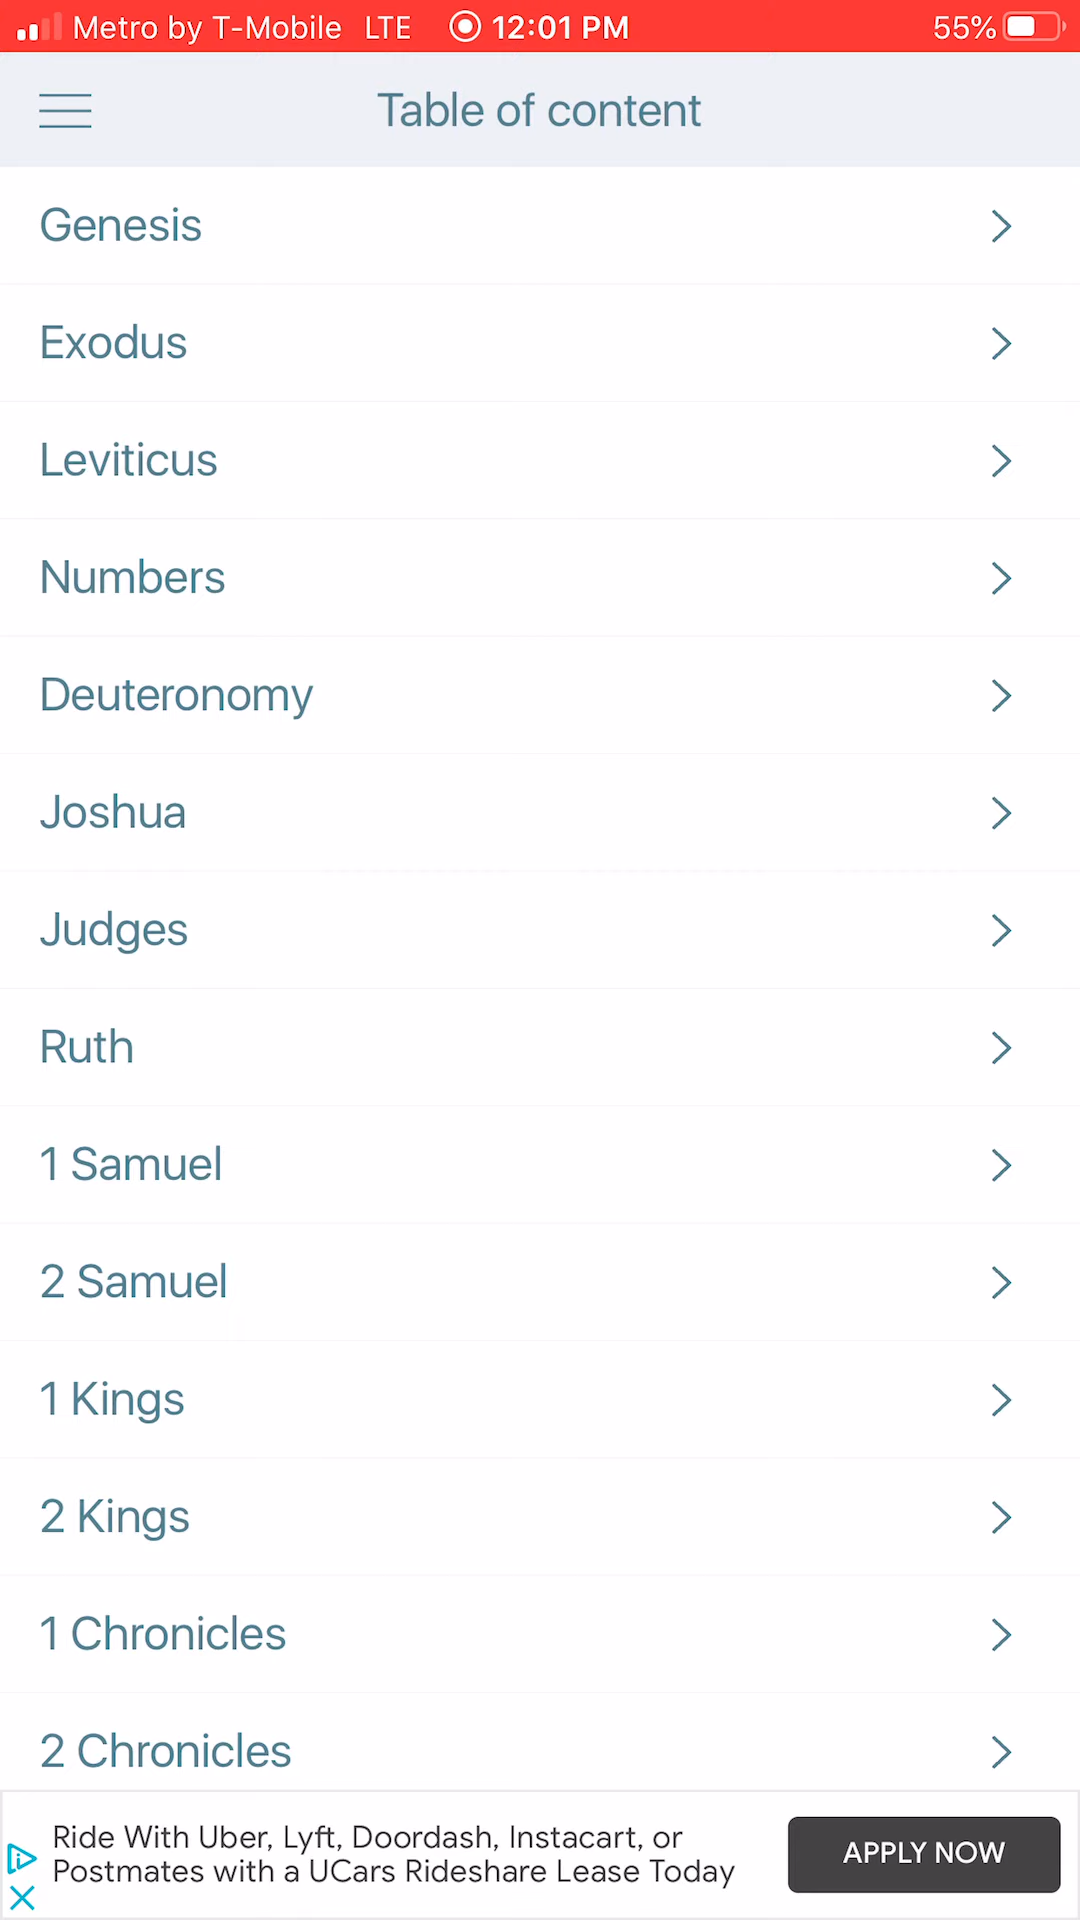 Metro by T-Mobile LTE 12:01 PM 55%
Table of content
Genesis
Exodus
Leviticus
Numbers
Deuteronomy
Joshua
Judges
Ruth
1 Samuel
2 Samuel
1 Kings
2 Kings
1 Chronicles
2 Chronicles
Ride With Uber, Lyft, Doordash, Instacart, or
Postmates with a UCars Rideshare Lease Today
APPLY NOW